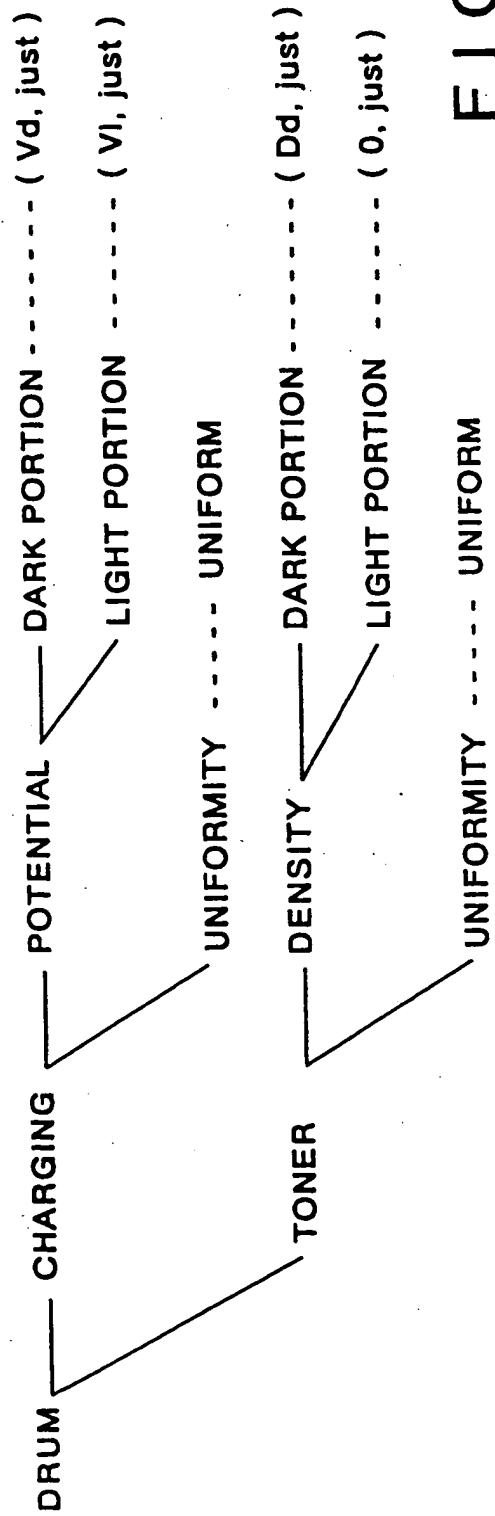 DRUM CHARGING POTENTIAL DARK PORTION ------- ( Vd, just )
LIGHT PORTION ------ ( Vl, just )
UNIFORMITY ----- UNIFORM
TONER DENSITY DARK PORTION ------- ( Dd, just )
LIGHT PORTION ------ ( 0, just )
UNIFORMITY ----- UNIFORM